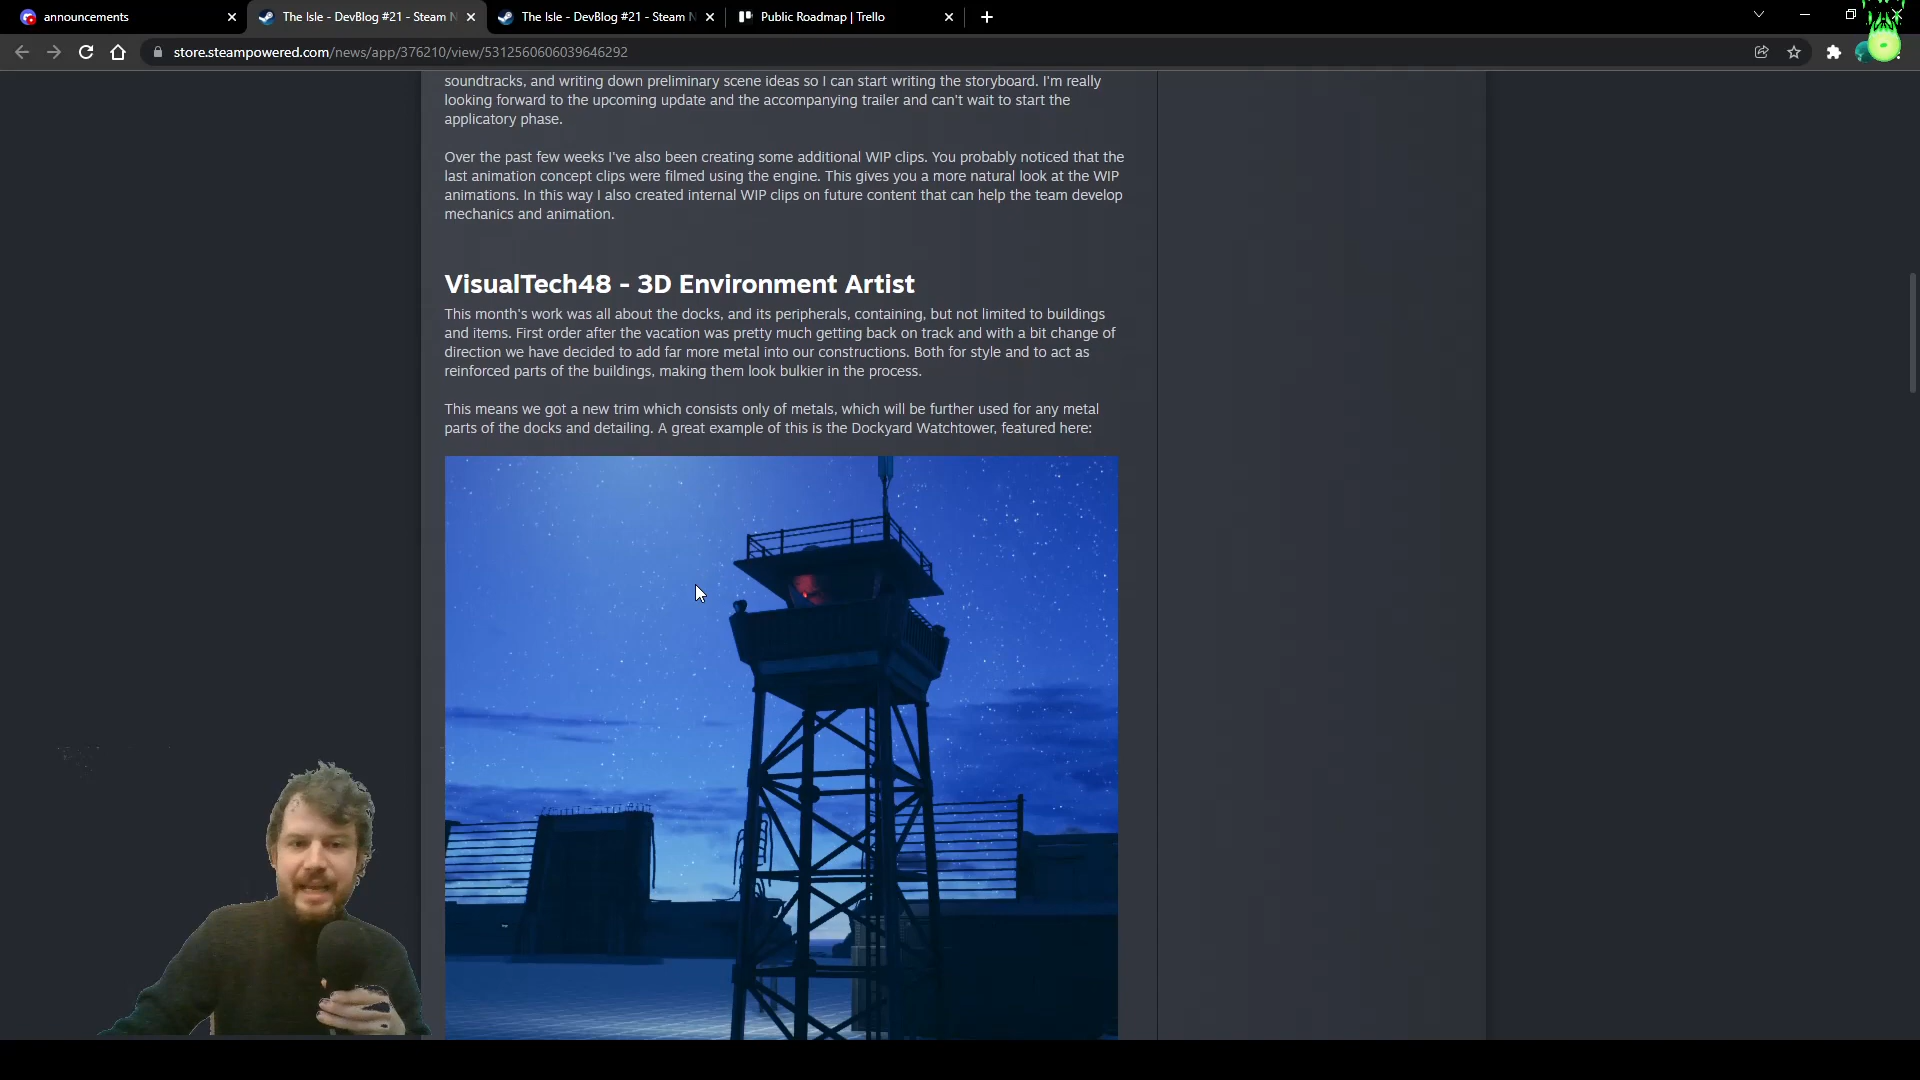 announcements
The Isle - DevBlog #21 - Steam N
The Isle - DevBlog #21 - Steam N
Public Roadmap | Trello
store.steampowered.com/news/app/376210/view/5312560606039646292
soundtracks, and writing down preliminary scene ideas so I can start writing the storyboard. I'm really
looking forward to the upcoming update and the accompanying trailer and can't wait to start the
applicatory phase.
Over the past few weeks I've also been creating some additional WIP clips. You probably noticed that the
last animation concept clips were filmed using the engine. This gives you a more natural look at the WIP
animations. In this way I also created internal WIP clips on future content that can help the team develop
mechanics and animation.
VisualTech48 - 3D Environment Artist
This month's work was all about the docks, and its peripherals, containing, but not limited to buildings
and items. First order after the vacation was pretty much getting back on track and with a bit change of
direction we have decided to add far more metal into our constructions. Both for style and to act as
reinforced parts of the buildings, making them look bulkier in the process.
This means we got a new trim which consists only of metals, which will be further used for any metal
parts of the docks and detailing. A great example of this is the Dockyard Watchtower, featured here: